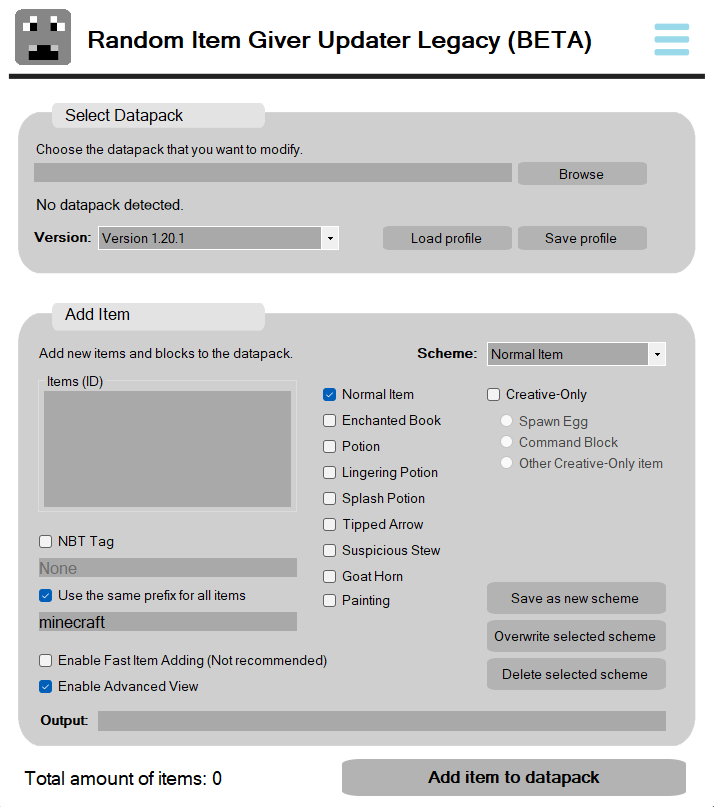 Random Item Giver Updater Legacy (BETA)
Select Datapack
Choose the datapack that you want to modify.
Browse
No datapack detected.
Version: Version 1.20.1
Load profile
Save profile
Add Item
Add new items and blocks to the datapack.
Scheme: Normal Item
Items (ID)
Normal Item
Enchanted Book
Potion
Lingering Potion
Splash Potion
Tipped Arrow
Suspicious Stew
Goat Horn
Painting
Creative-Only
Spawn Egg
Command Block
Other Creative-Only item
NBT Tag
None
Use the same prefix for all items
minecraft
Save as new scheme
Overwrite selected scheme
Delete selected scheme
Enable Fast Item Adding (Not recommended)
Enable Advanced View
Output:
Total amount of items: 0
Add item to datapack